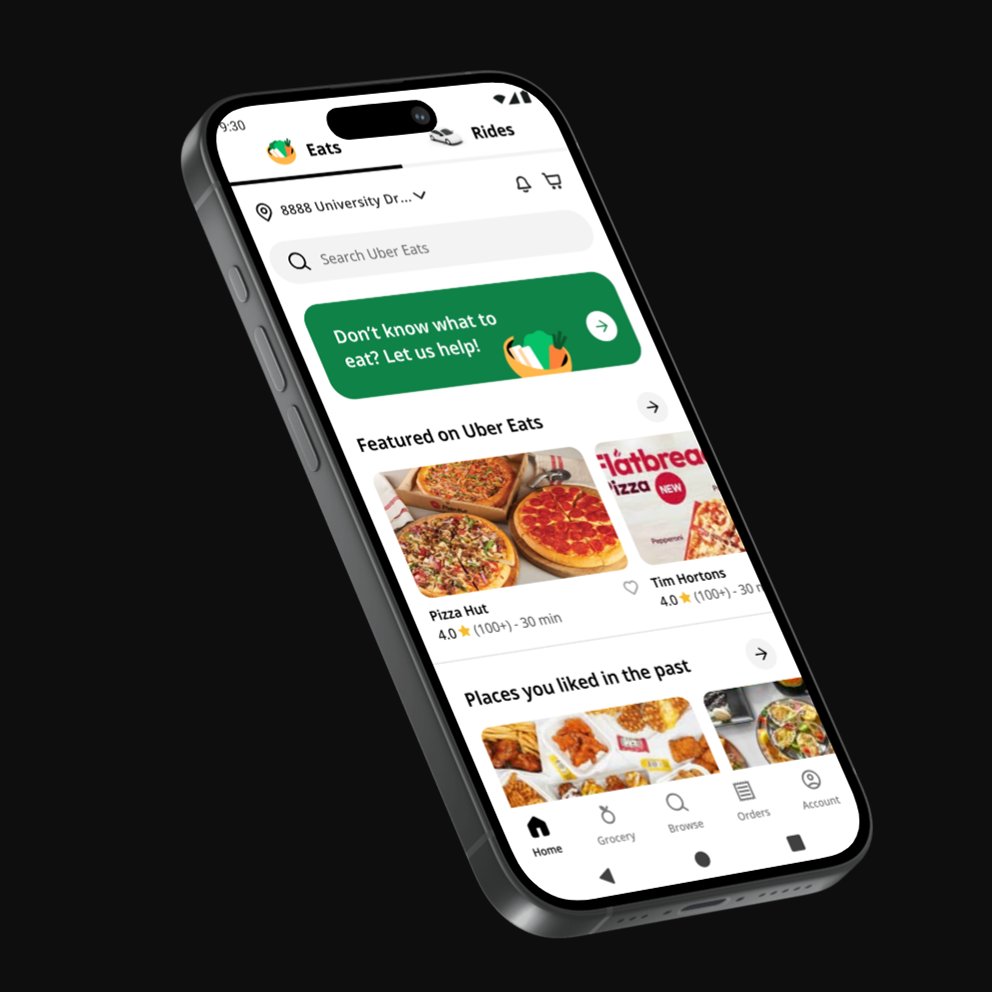 9:30
Eats
Rides
8888 University Dr...
Search Uber Eats
Don't know what to
eat? Let us help!
Featured on Uber Eats
Flatbrea
Pizza
NEW
Pepperoni
Pizza Hut
4.0 (100+) - 30 min
Tim Hortons
4.0 (100+) - 30 m
Places you liked in the past
Home
Grocery
Browse
Orders
Account